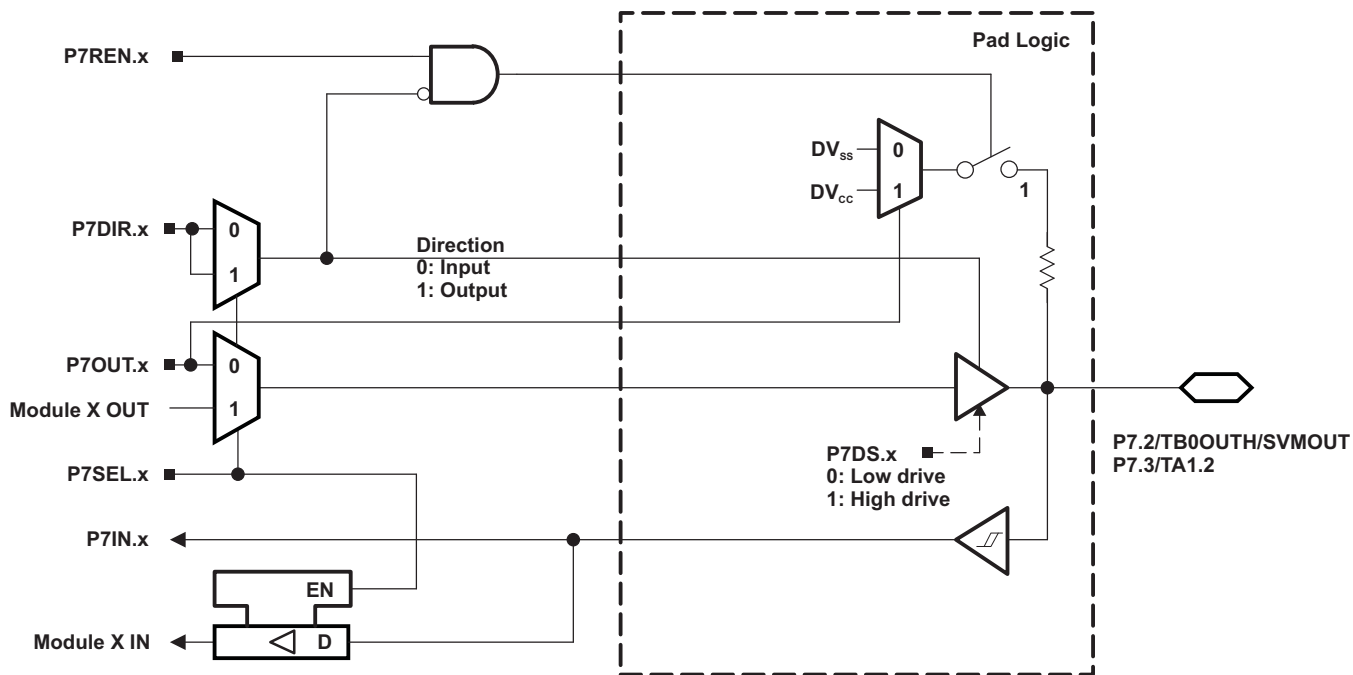 Pad Logic
P7REN.x
DVSS
0
DVCC
1
1
P7DIR.x
0
1
Direction
0: Input
1: Output
P7OUT.x
0
Module X OUT
1
P7SEL.x
P7DS.x
0: Low drive
1: High drive
P7.2/TB0OUTH/SVMOUT
P7.3/TA1.2
P7IN.x
EN
Module X IN
D